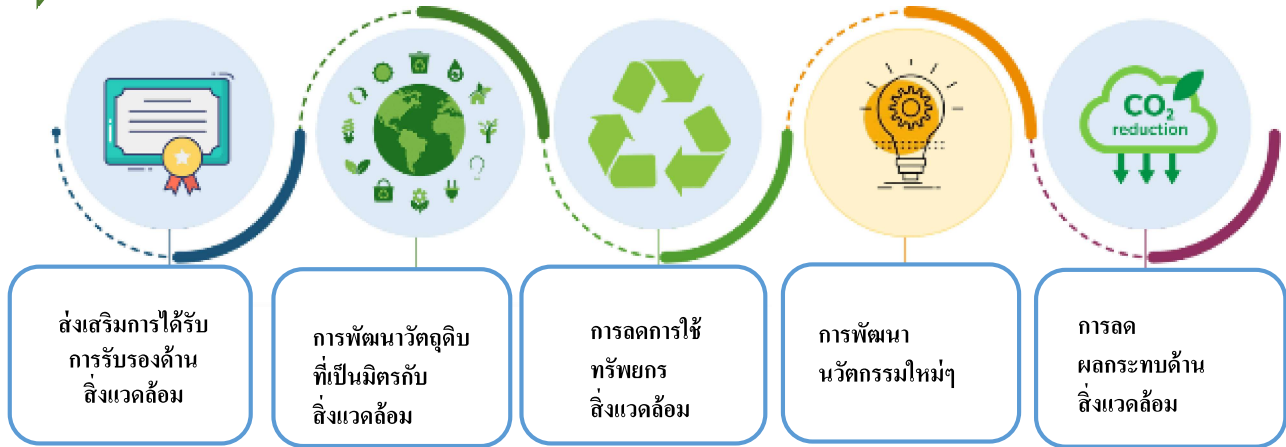 CO2
reduction
ส่งเสริมการได้รับ
การรับรองด้าน
สิ่งแวดล้อม
การพัฒนาวัตถุดิบ
ที่เป็นมิตรกับ
สิ่งแวดล้อม
การลดการใช้
ทรัพยกร
สิ่งแวดล้อม
การพัฒนา
นวัตกรรมใหม่ๆ
การลด
ผลกระทบด้าน
สิ่งแวดล้อม